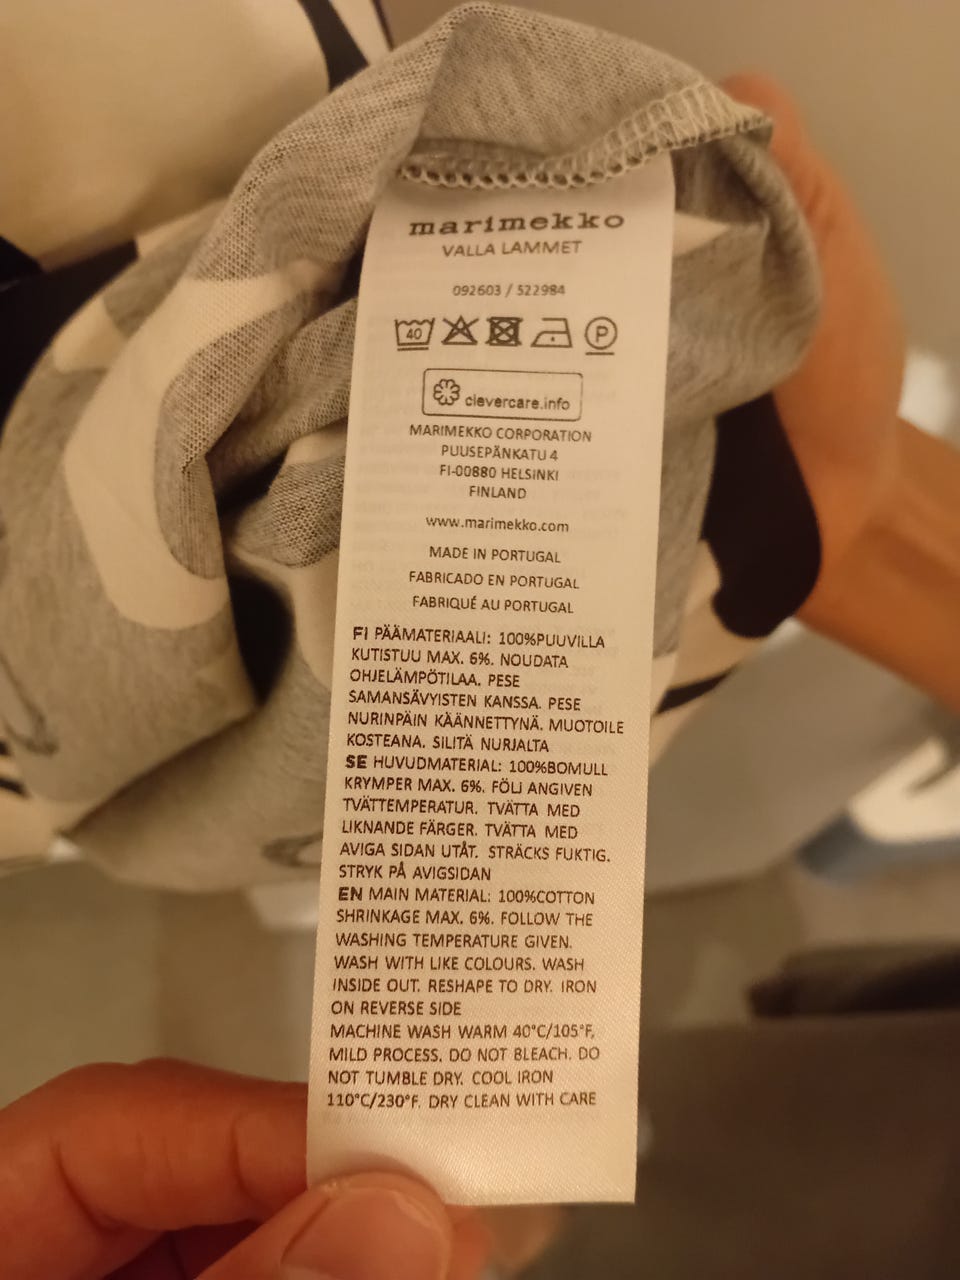 marimekko
VALLA LAMMET
092603 / 522984
40 P
clevercare.info
MARIMEKKO CORPORATION
PUUSEPÄNKATU 4
FI-00880 HELSINKI
FINLAND
www.marimekko.com
MADE IN PORTUGAL
FABRICADO EN PORTUGAL
FABRIQUÉ AU PORTUGAL
FI PÄÄMATERIAALI: 100%PUUVILLA
KUTISTUU MAX. 6%. NOUDATA
OHJELÄMPÖTILAA. PESE
SAMANSÄVYISTEN KANSSA. PESE
NURINPÄIN KÄÄNNETTYNÄ. MUOTOILE
KOSTEANA. SILITÄ NURJALTA
SE HUVUDMATERIAL: 100%BOMULL
KRYMPER MAX. 6%. FÖLJ ANGIVEN
TVÄTTEMPERATUR. TVÄTTA MED
LIKNANDE FÄRGER. TVÄTTA MED
AVIGA SIDAN UTÅT. STRÄCKS FUKTIG.
STRYK PÅ AVIGSIDAN
EN MAIN MATERIAL: 100%COTTON
SHRINKAGE MAX. 6%. FOLLOW THE
WASHING TEMPERATURE GIVEN.
WASH WITH LIKE COLOURS. WASH
INSIDE OUT. RESHAPE TO DRY. IRON
ON REVERSE SIDE
MACHINE WASH WARM 40°C/105°F,
MILD PROCESS. DO NOT BLEACH. DO
NOT TUMBLE DRY. COOL IRON
110°C/230°F. DRY CLEAN WITH CARE